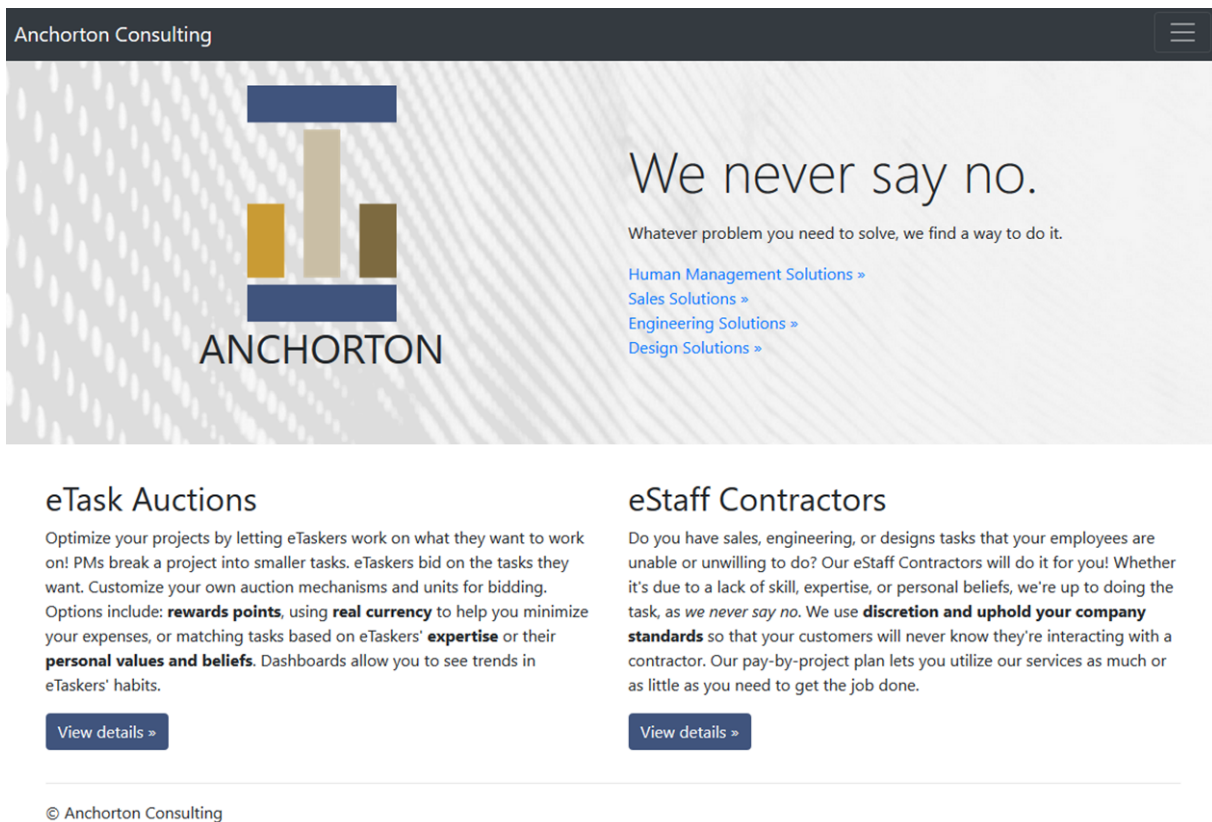 Anchorton Consulting
ANCHORTON
We never say no.
Whatever problem you need to solve, we find a way to do it.
Human Management Solutions »
Sales Solutions »
Engineering Solutions »
Design Solutions »
eTask Auctions
Optimize your projects by letting eTaskers work on what they want to work
on! PMs break a project into smaller tasks. eTaskers bid on the tasks they
want. Customize your own auction mechanisms and units for bidding.
Options include: rewards points, using real currency to help you minimize
your expenses, or matching tasks based on eTaskers' expertise or their
personal values and beliefs. Dashboards allow you to see trends in
eTaskers' habits.
View details »
eStaff Contractors
Do you have sales, engineering, or designs tasks that your employees are
unable or unwilling to do? Our eStaff Contractors will do it for you! Whether
it's due to a lack of skill, expertise, or personal beliefs, we're up to doing the
task, as we never say no. We use discretion and uphold your company
standards so that your customers will never know they're interacting with a
contractor. Our pay-by-project plan lets you utilize our services as much or
as little as you need to get the job done.
View details »
© Anchorton Consulting